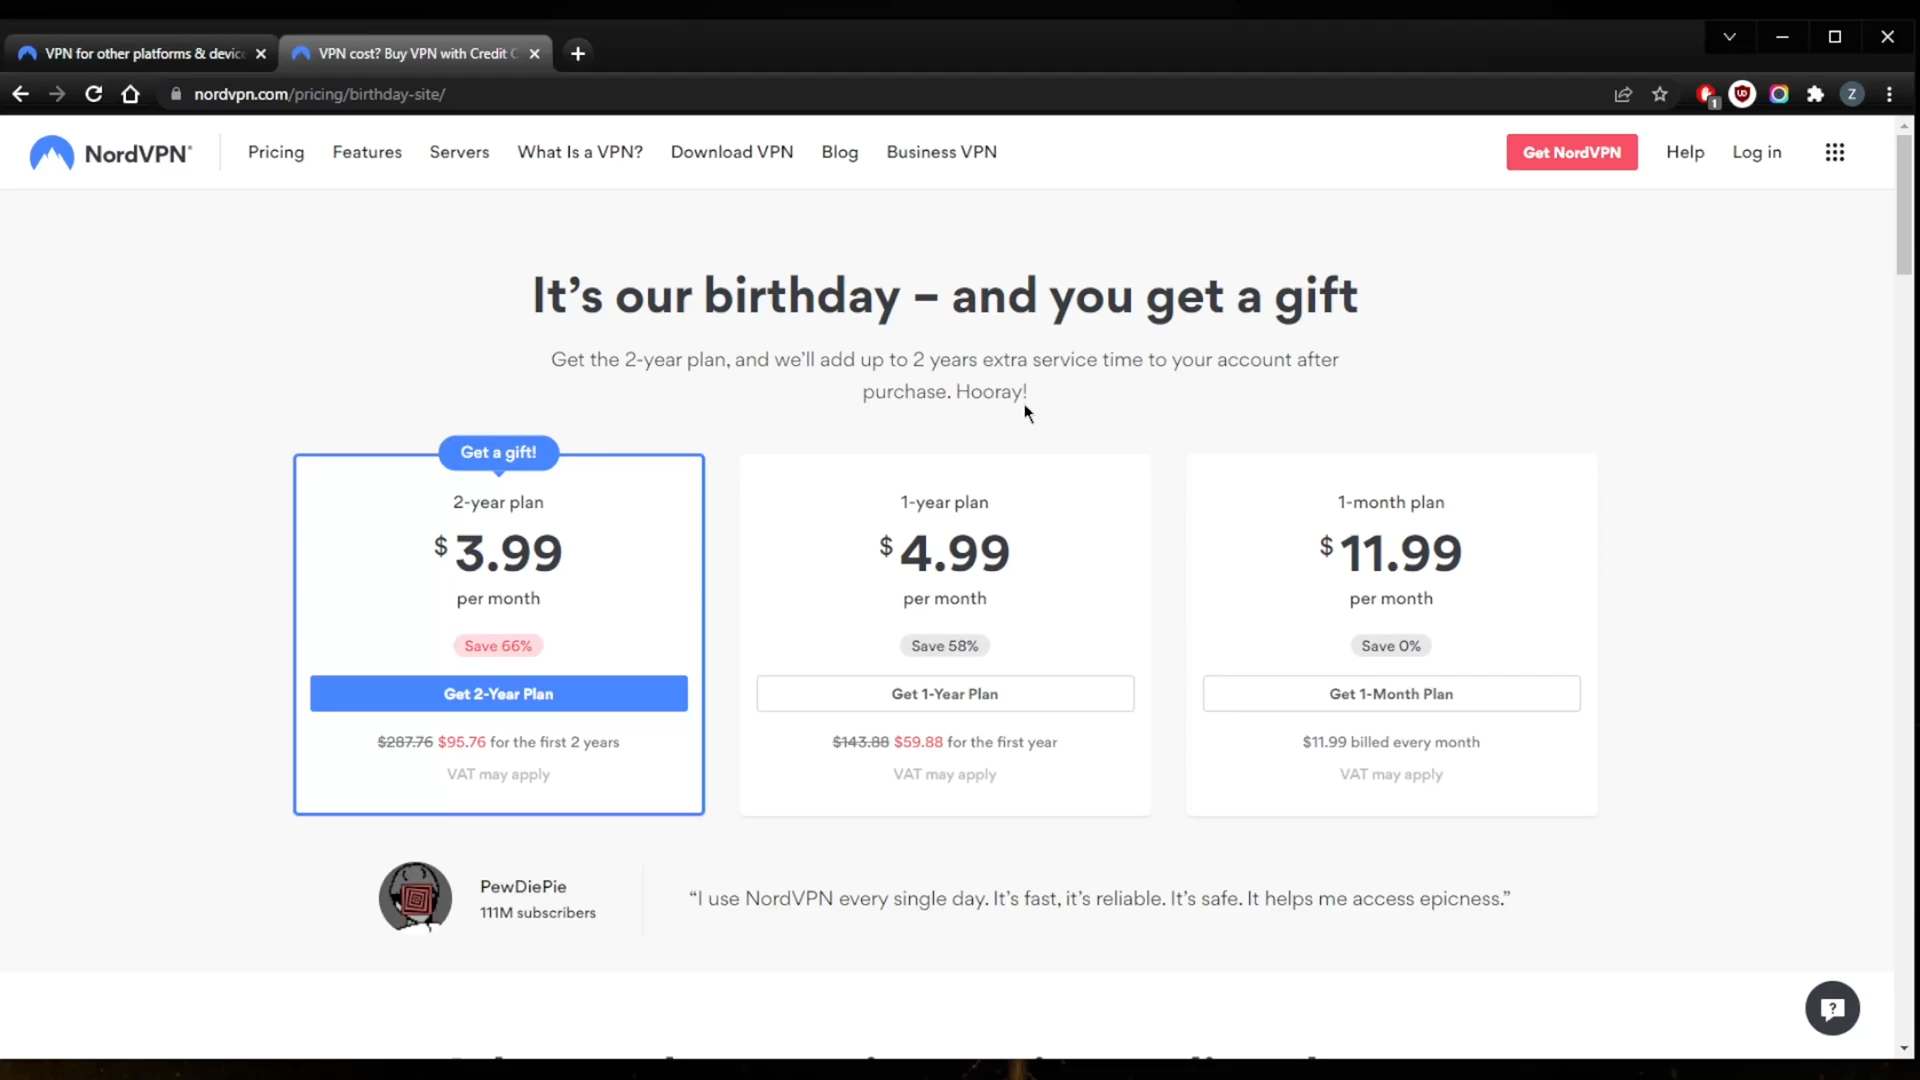 VPN for other platforms & devic
VPN cost? Buy VPN with Credit C
nordvpn.com/pricing/birthday-site/
1
UD
Z
NordVPN®
Pricing
Features
Servers
What Is a VPN?
Download VPN
Blog
Business VPN
Get NordVPN
Help
Log in
It's our birthday – and you get a gift
Get the 2-year plan, and we'll add up to 2 years extra service time to your account after
purchase. Hooray!
Get a gift!
2-year plan
$3.99
per month
Save 66%
Get 2-Year Plan
$287.76 $95.76 for the first 2 years
VAT may apply
1-year plan
$4.99
per month
Save 58%
Get 1-Year Plan
$143.88 $59.88 for the first year
VAT may apply
1-month plan
$11.99
per month
Save 0%
Get 1-Month Plan
$11.99 billed every month
VAT may apply
PewDiePie
111M subscribers
“I use NordVPN every single day. It's fast, it's reliable. It's safe. It helps me access epicness.”
?